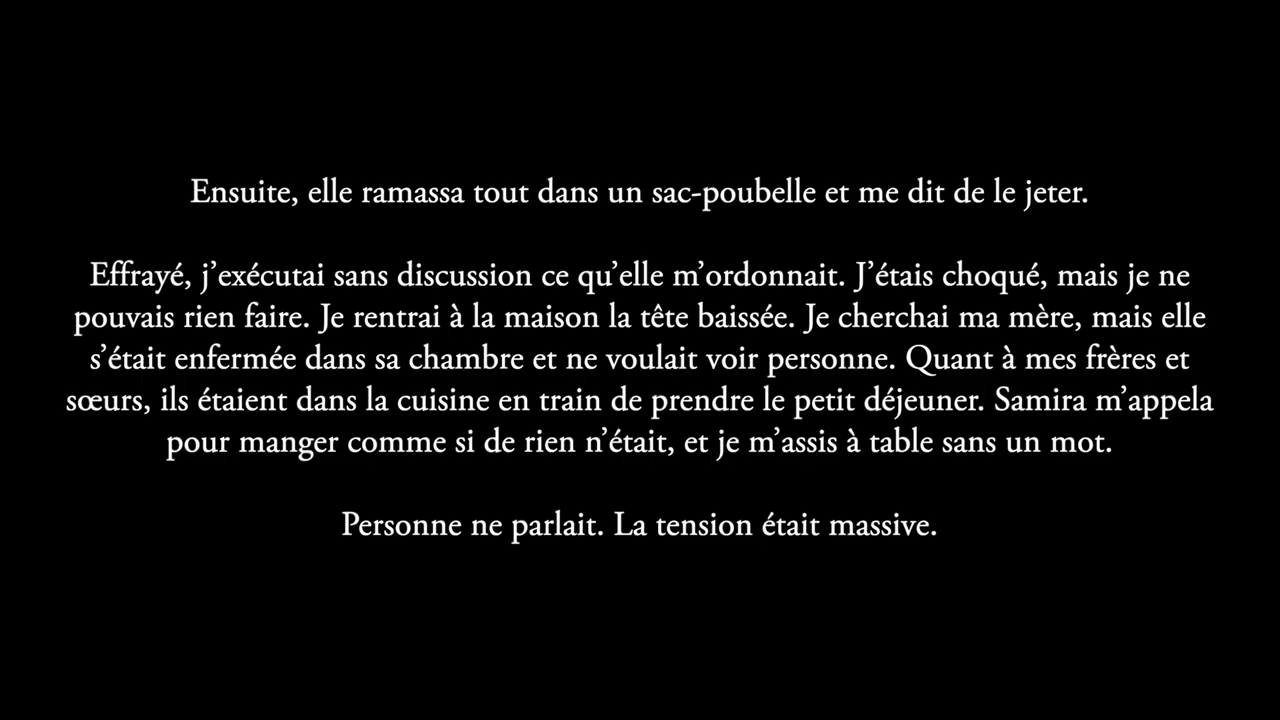 Ensuite, elle ramassa tout dans un sac-poubelle et me dit de le jeter.
Effrayé, j’exécutai sans discussion ce qu’elle m’ordonnait. J’étais choqué, mais je ne
pouvais rien faire. Je rentrai à la maison la tête baissée. Je cherchai ma mère, mais elle
s’était enfermée dans sa chambre et ne voulait voir personne. Quant à mes frères et
sœurs, ils étaient dans la cuisine en train de prendre le petit déjeuner. Samira m’appela
pour manger comme si de rien n’était, et je m’assis à table sans un mot.
Personne ne parlait. La tension était massive.